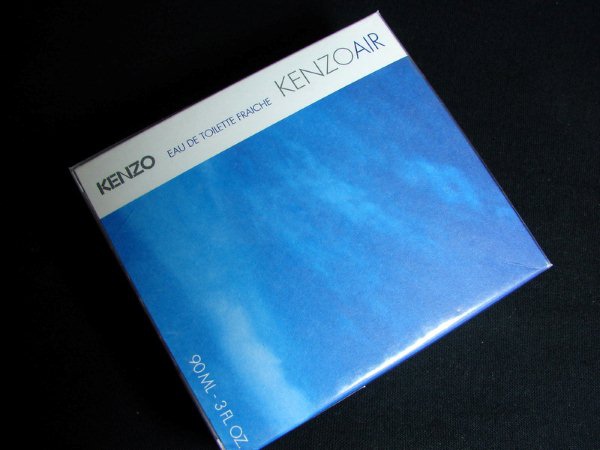 KENZO EAU DE TOILETTE FRAICHE KENZOAIR
90 ML - 3 FL OZ.